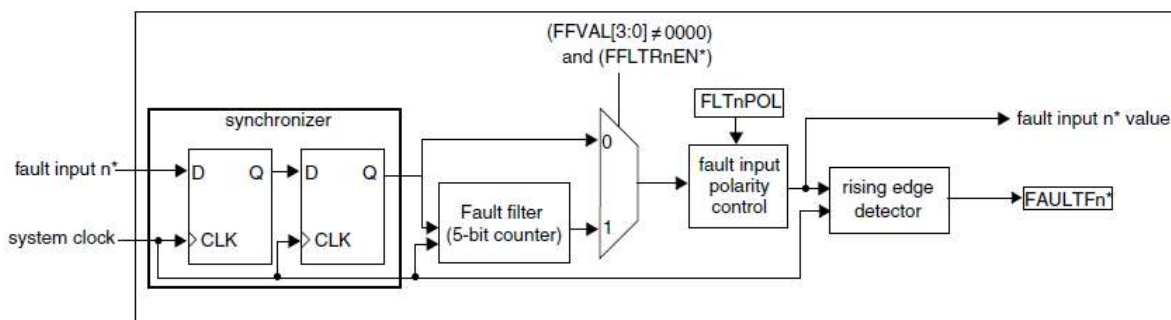 (FFVAL[3:0] ≠ 0000)
and (FFLTRnEN*)
synchronizer
FLTnPOL
fault input n* value
fault input n*
D Q
D Q
0
fault input
polarity
control
rising edge
detector
FAULTFn*
Fault filter
(5-bit counter)
1
system clock
CLK
CLK